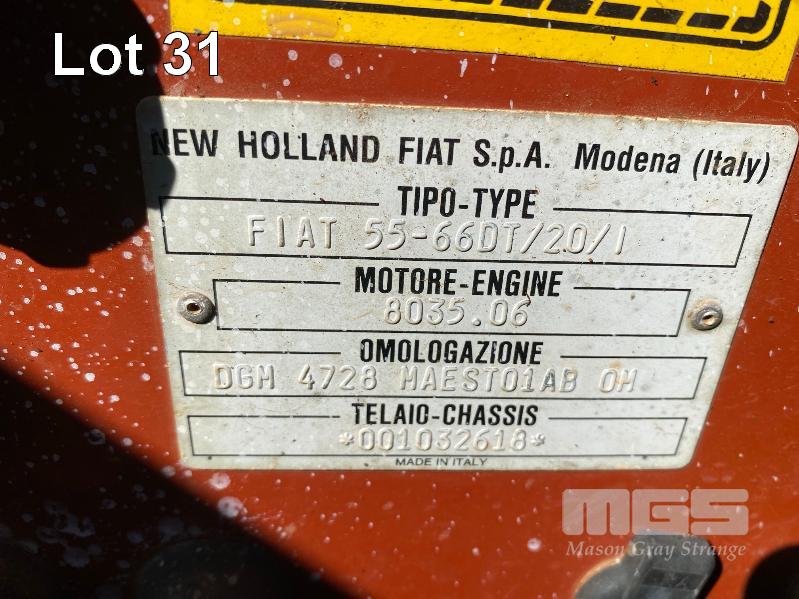 Lot 31
NEW HOLLAND FIAT S.p.A. Modena (Italy)
TIPO-TYPE
FIAT 55-66DT/20/1
MOTORE-ENGINE
8035.06
OMOLOGAZIONE
DGM 4728 MAEST01AB OM
TELAIO-CHASSIS
*001032618*
MADE IN ITALY
MGS
Mason Gray Strange